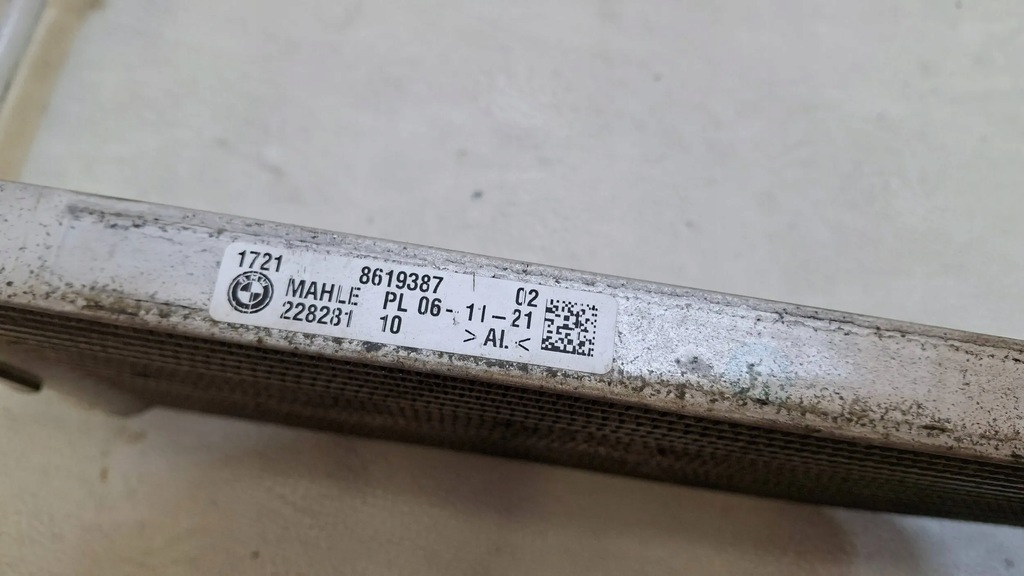 1721 8619387 02
MAHLE PL 06-11-21
228281 10 >AL<